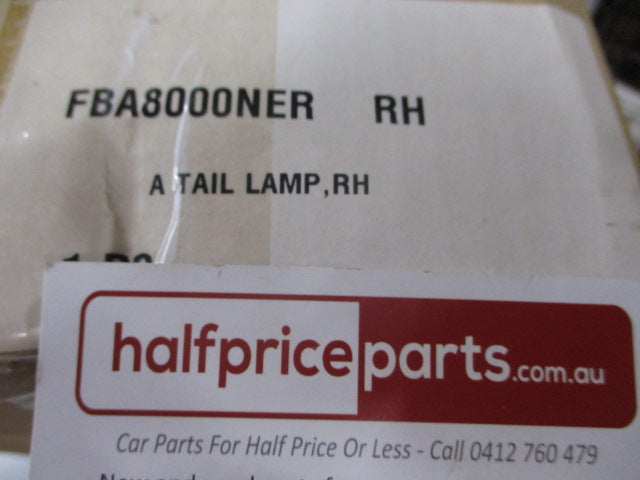 FBA8000NER RH
A TAIL LAMP,RH
halfpriceparts.com.au
Car Parts For Half Price Or Less - Call 0412 760 479